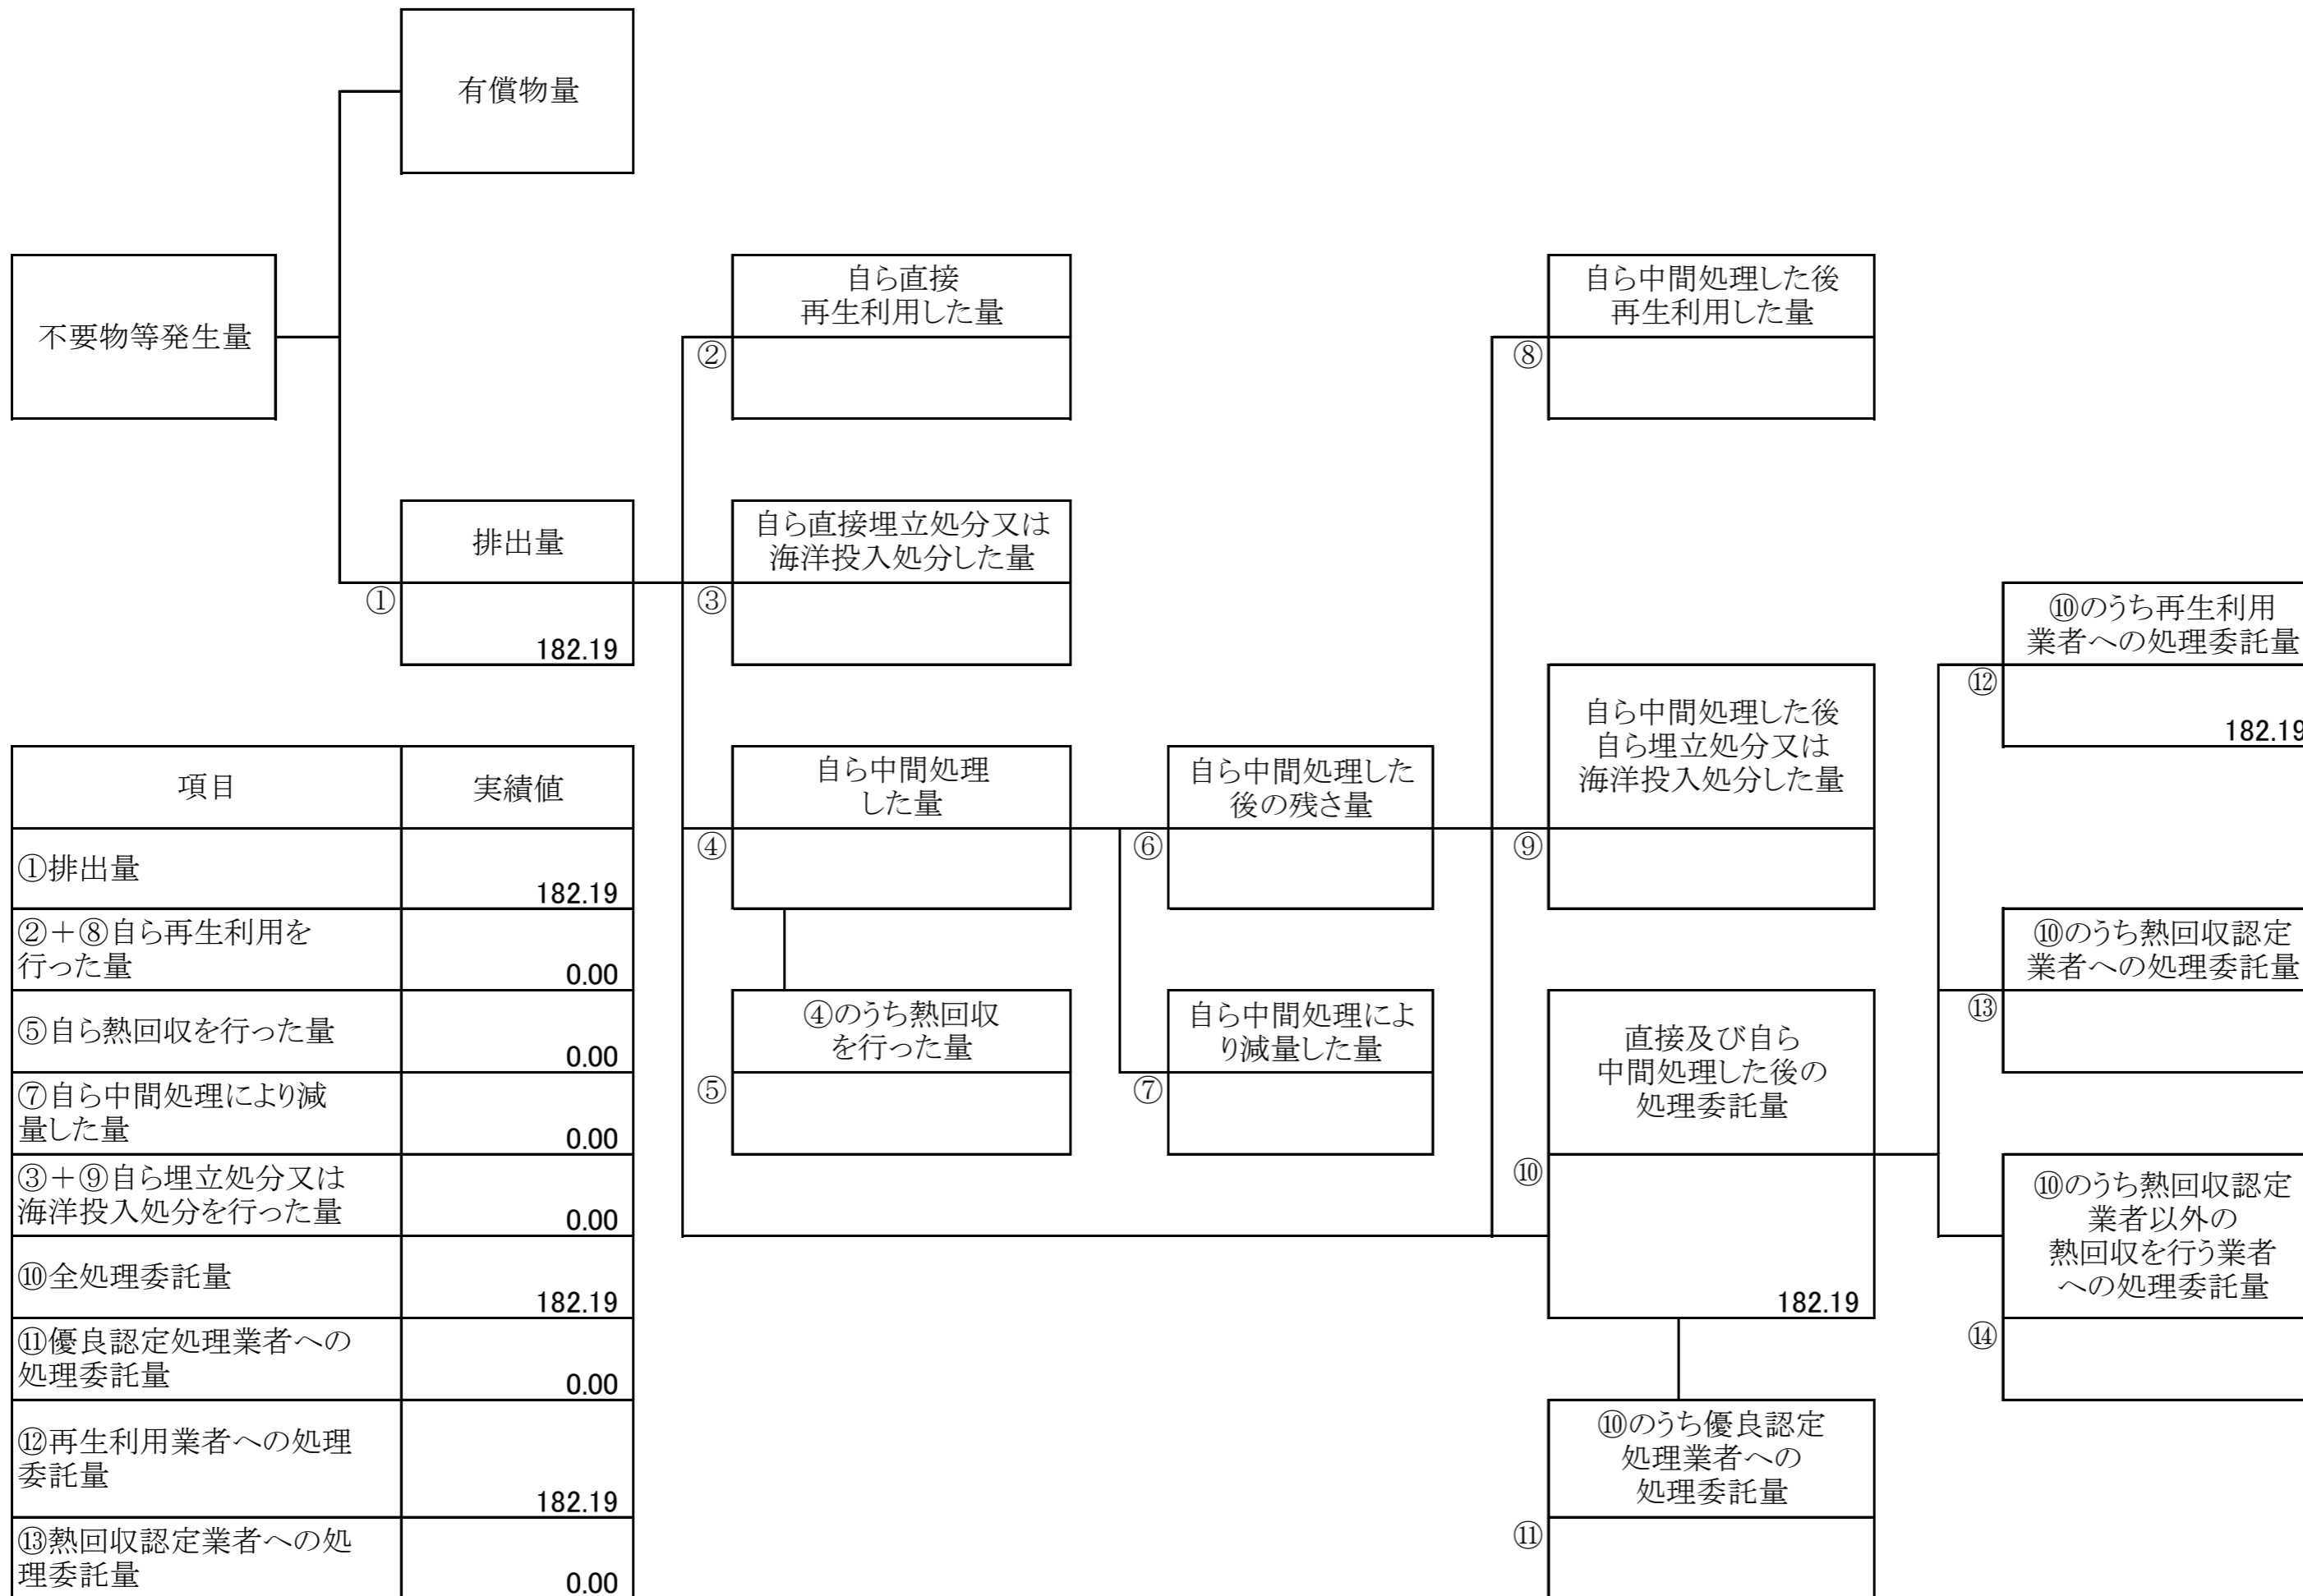 有償物量
不要物等発生量
自ら直接
再生利用した量
②
自ら中間処理した後
再生利用した量
⑧
排出量
①
182.19
自ら直接埋立処分又は
海洋投入処分した量
③
⑩のうち再生利用
業者への処理委託量
⑫
182.19
自ら中間処理
した量
④
自ら中間処理した
後の残さ量
⑥
自ら中間処理した後
自ら埋立処分又は
海洋投入処分した量
⑨
⑩のうち熱回収認定
業者への処理委託量
⑬
④のうち熱回収
を行った量
⑤
自ら中間処理によ
り減量した量
⑦
直接及び自ら
中間処理した後の
処理委託量
⑩
182.19
⑩のうち熱回収認定
業者以外の
熱回収を行う業者
への処理委託量
⑭
⑩のうち優良認定
処理業者への
処理委託量
⑪
項目
実績値
①排出量
182.19
②＋⑧自ら再生利用を
行った量
0.00
⑤自ら熱回収を行った量
0.00
⑦自ら中間処理により減
量した量
0.00
③＋⑨自ら埋立処分又は
海洋投入処分を行った量
0.00
⑩全処理委託量
182.19
⑪優良認定処理業者への
処理委託量
0.00
⑫再生利用業者への処理
委託量
182.19
⑬熱回収認定業者への処
理委託量
0.00